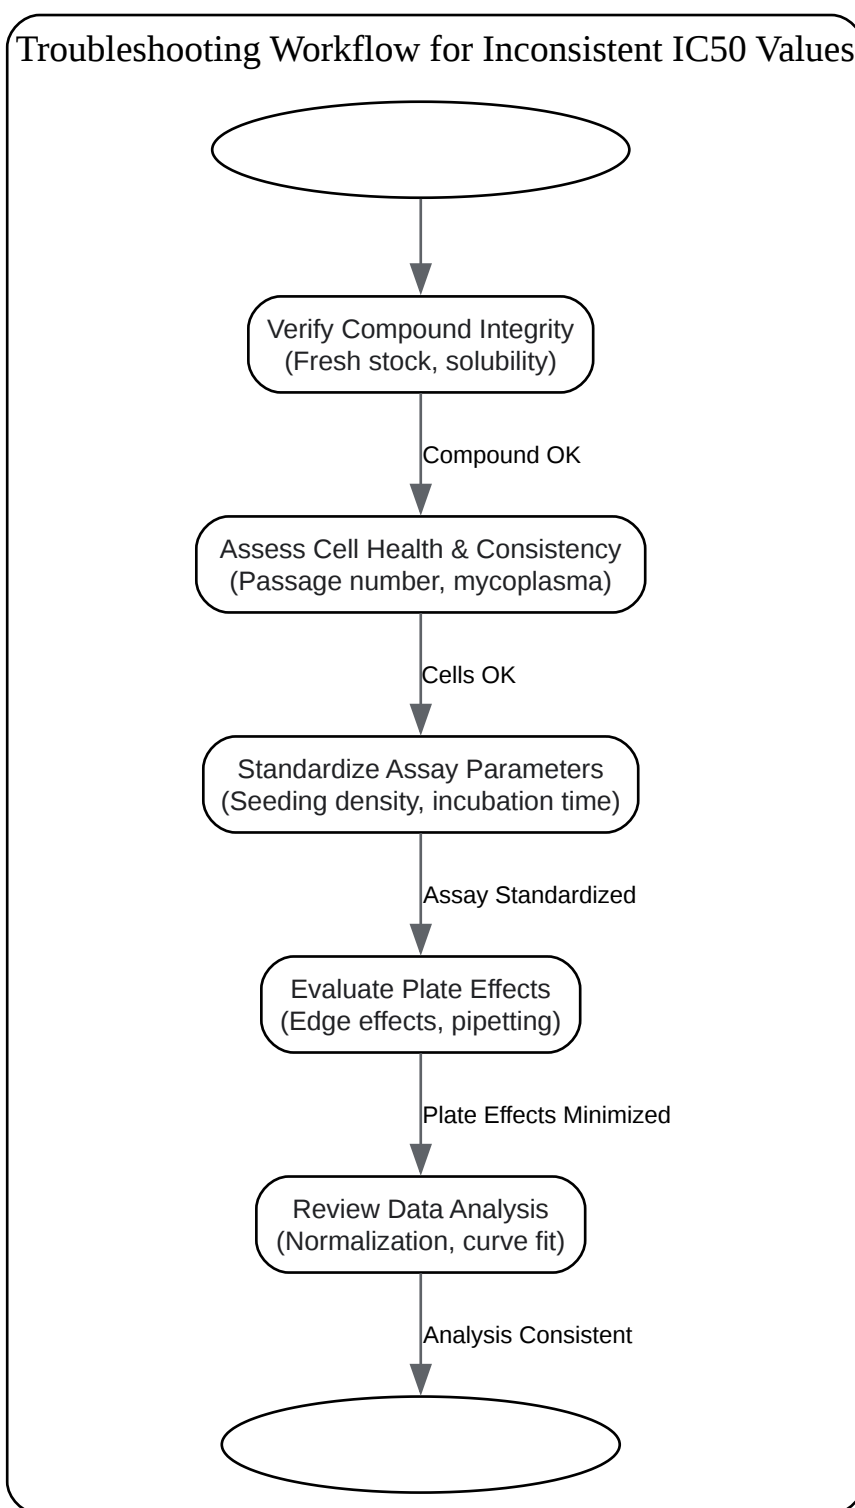 Troubleshooting Workflow for Inconsistent IC50 Values
Verify Compound Integrity
(Fresh stock, solubility)
Compound OK
Assess Cell Health & Consistency
(Passage number, mycoplasma)
Cells OK
Standardize Assay Parameters
(Seeding density, incubation time)
Assay Standardized
Evaluate Plate Effects
(Edge effects, pipetting)
Plate Effects Minimized
Review Data Analysis
(Normalization, curve fit)
Analysis Consistent